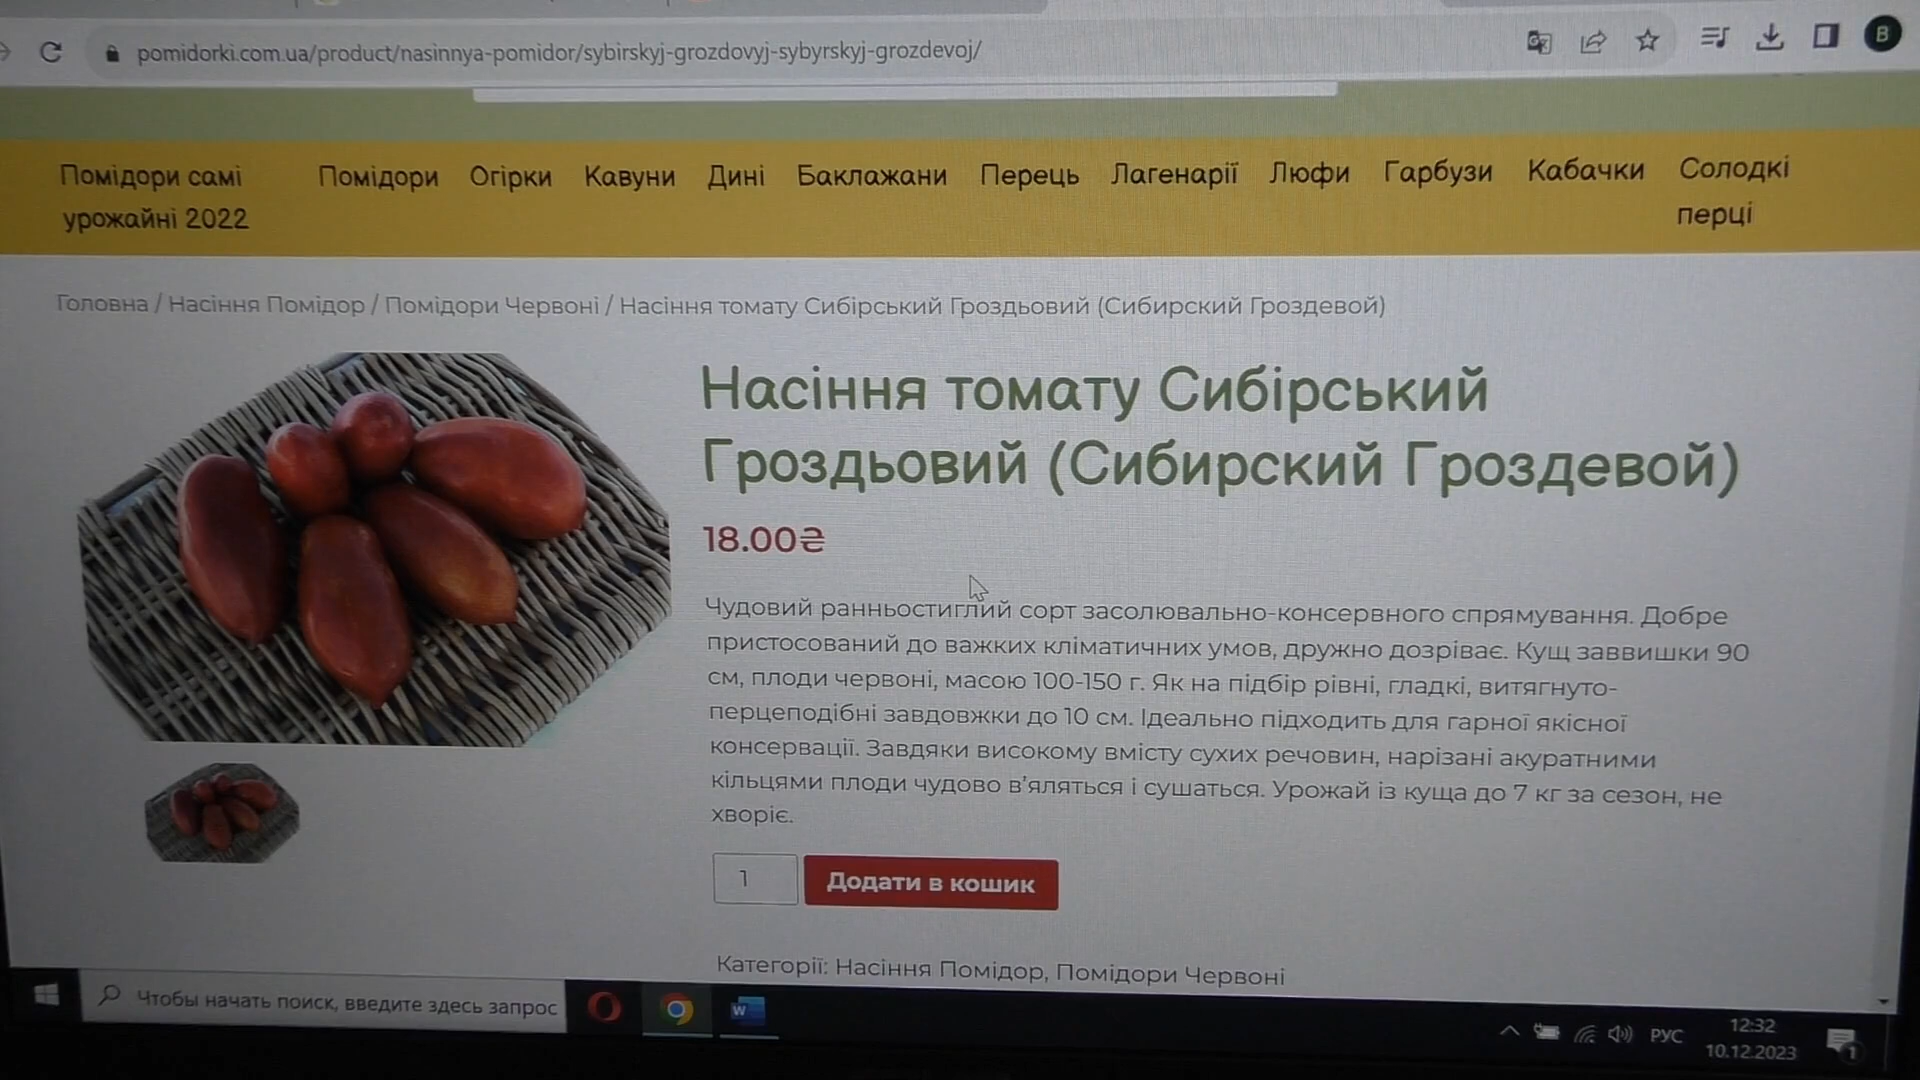 pomidorki.com.ua/product/nasinnya-pomidor/sybirskyj-grozdovyj-sybyrskyj-grozdevoj/
B
Помідори самі урожайні 2022
Помідори
Огірки
Кавуни
Дині
Баклажани
Перець
Лагенарії
Люфи
Гарбузи
Кабачки
Солодкі перці
Головна / Насіння Помідор / Помідори Червоні / Насіння томату Сибірський Гроздьовий (Сибирский Гроздевой)
Насіння томату Сибірський
Гроздьовий (Сибирский Гроздевой)
18.00₴
Чудовий ранньостиглий сорт засолювально-консервного спрямування. Добре
пристосований до важких кліматичних умов, дружно дозріває. Кущ заввишки 90
см, плоди червоні, масою 100-150 г. Як на підбір рівні, гладкі, витягнуто-
перцеподібні завдовжки до 10 см. Ідеально підходить для гарної якісної
консервації. Завдяки високому вмісту сухих речовин, нарізані акуратними
кільцями плоди чудово в'яляться і сушаться. Урожай із куща до 7 кг за сезон, не
хворіє.
1
Додати в кошик
Категорії: Насіння Помідор, Помідори Червоні
Чтобы начать поиск, введите здесь запрос
W
РУС
12:32
10.12.2023
1